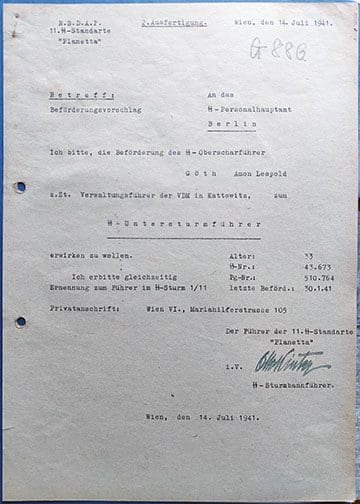 N.S.D.A.P. 2.Ausfertigung. Wien, den 14. Juli 1941.
11.ᛋᛋ-Standarte
"Planetta"
G 886
Betreff: An das
Beförderungsvorschlag ᛋᛋ-Personalhauptamt
Berlin
Ich bitte, die Beförderung des ᛋᛋ-Oberscharführer
Göth Amon Leopold
z.Zt. Verwaltungsführer der VDM in Kattowitz, zum
ᛋᛋ-Untersturmführer
erwirken zu wollen. Alter: 33
ᛋᛋ-Nr.: 43.673
Ich erbitte gleichzeitig Pg-Nr.: 510.764
Ernennung zum Führer im ᛋᛋ-Sturm 1/11 letzte Beförd.: 30.1.41
Privatanschrift: Wien VI., Mariahilferstrasse 105
Der Führer der 11.ᛋᛋ-Standarte
"Planetta"
i.V.
ᛋᛋ-Sturmbannführer.
Wien, den 14. Juli 1941.